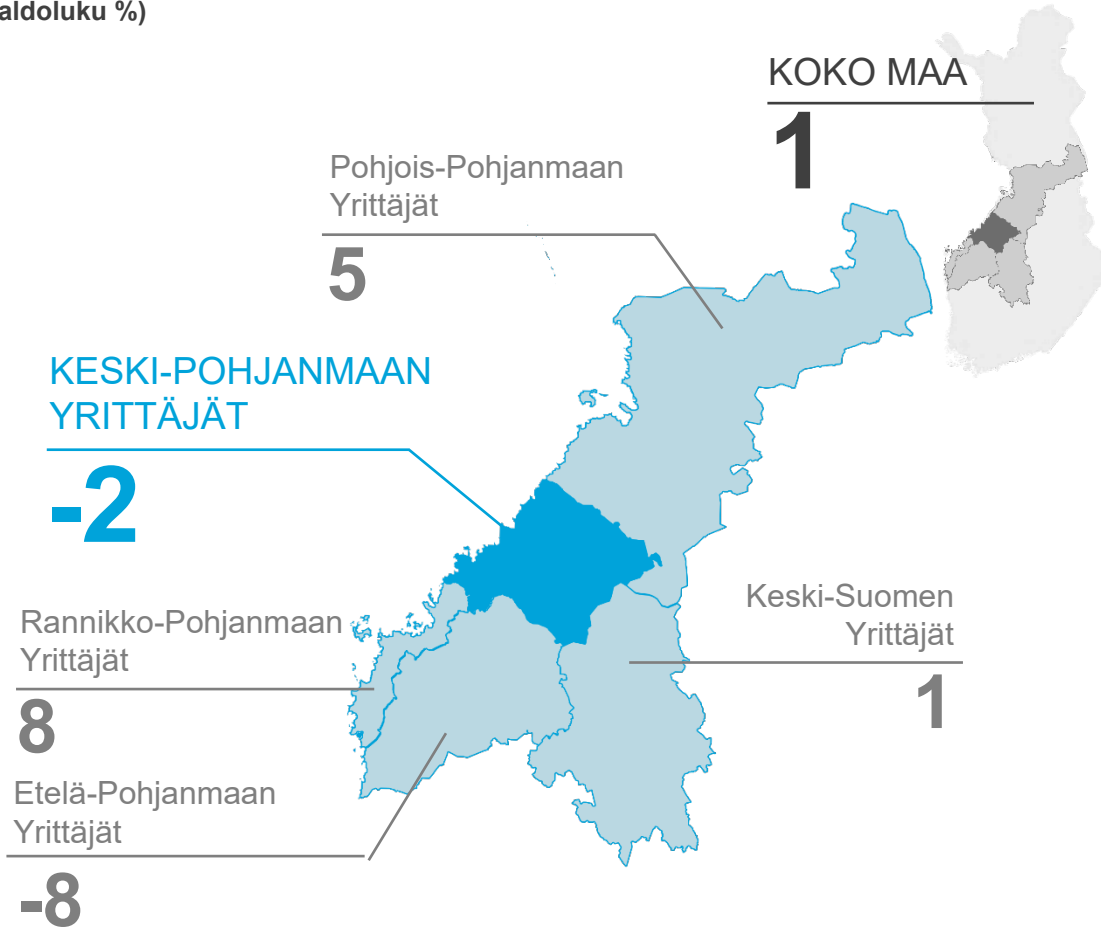 aldoluku %)
KOKO MAA
1
Pohjois-Pohjanmaan
Yrittäjät
5
KESKI-POHJANMAAN
YRITTÄJÄT
-2
Keski-Suomen
Yrittäjät
1
Rannikko-Pohjanmaan
Yrittäjät
8
Etelä-Pohjanmaan
Yrittäjät
-8